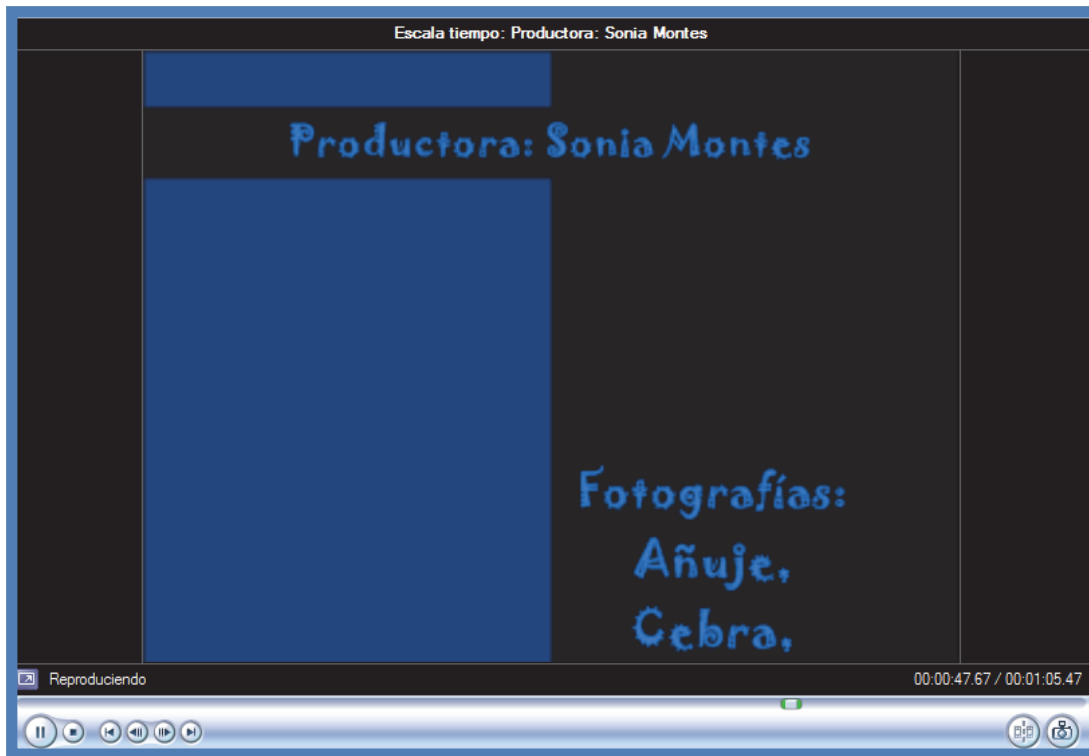 Escala tiempo: Productora: Sonia Montes
Productora: Sonia Montes
Fotografías:
Añuje,
Cebra,
Reproduciendo
00:00:47.67 / 00:01:05.47